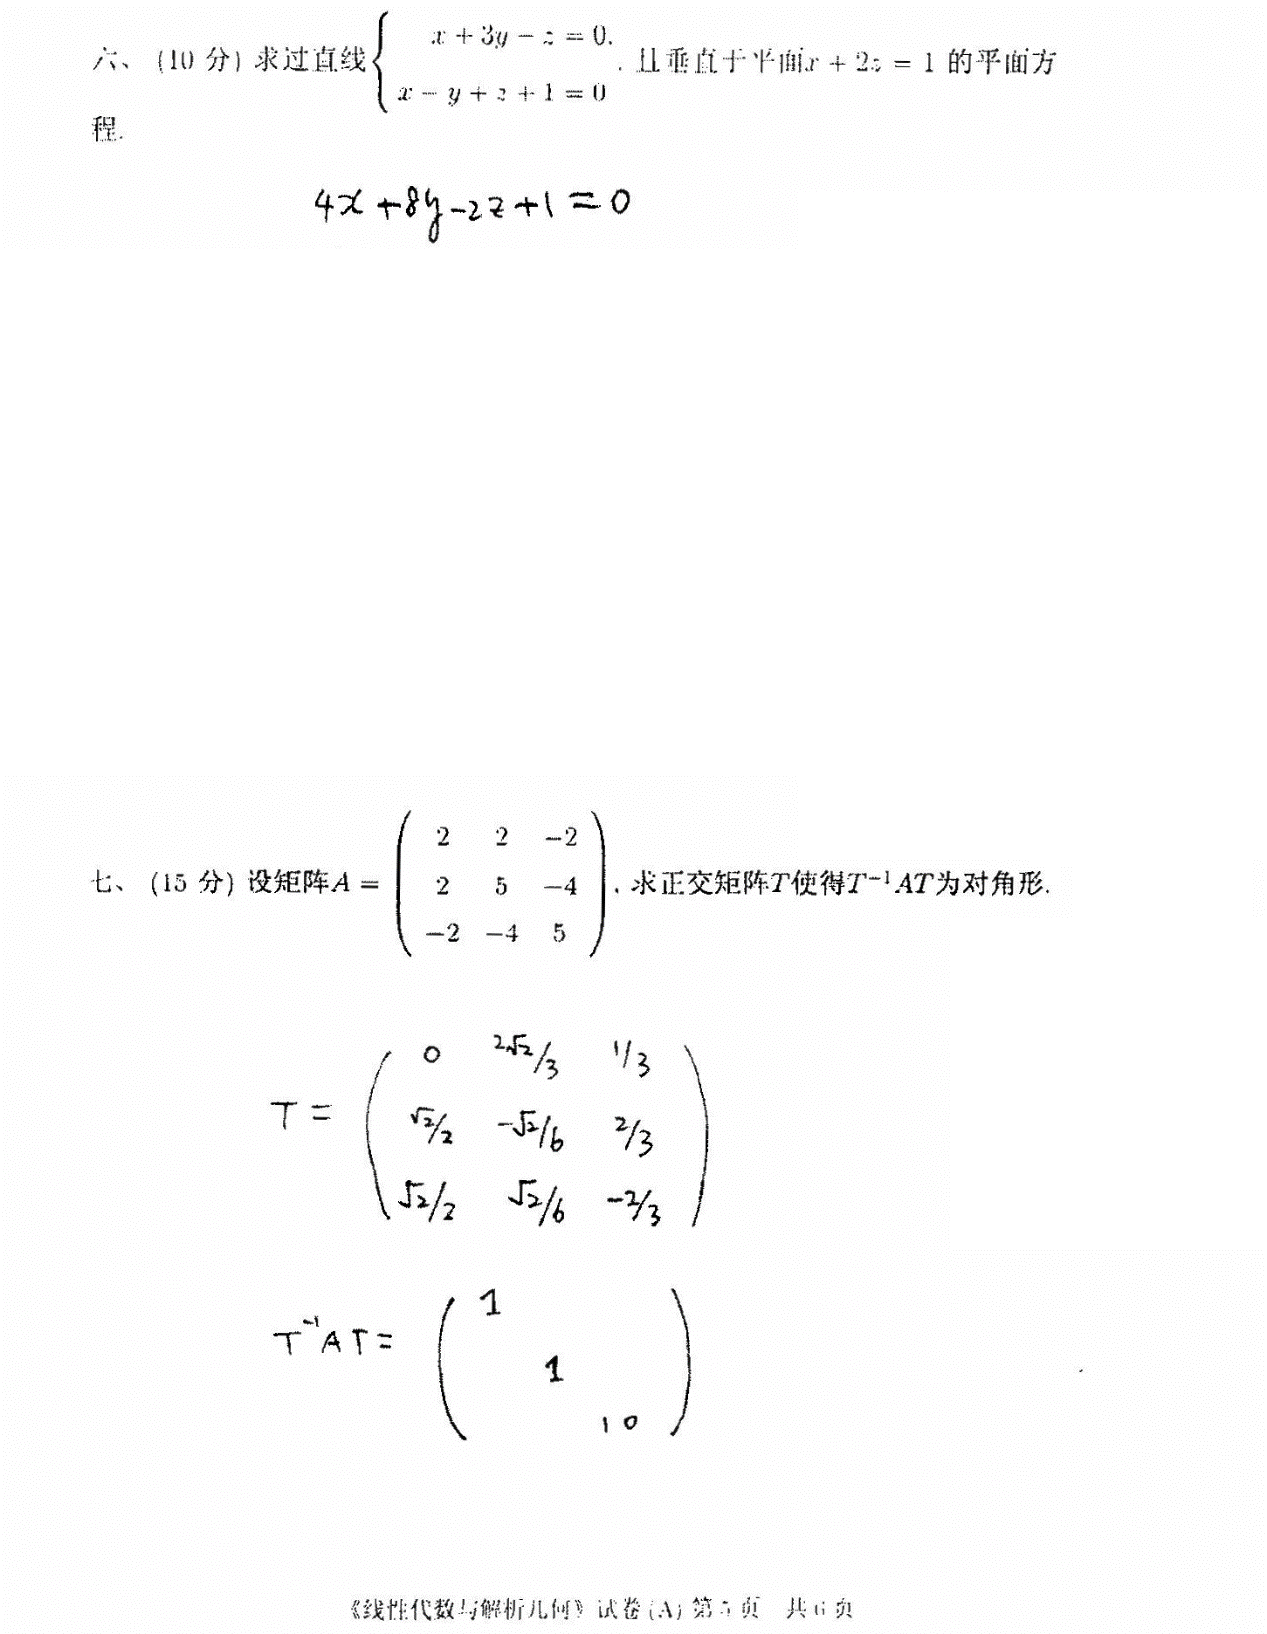 六、(10 分) 求过直线 { x + 3y − z = 0, 且垂直于平面x + 2z = 1 的平面方
x − y + z + 1 = 0
程.
4x+8y-2z+1=0
七、(15 分) 设矩阵A = ( 2 2 −2
2 5 −4
−2 −4 5 ), 求正交矩阵T使得T⁻¹AT为对角形.
T = ( 0 2√2/3 1/3
√2/2 -√2/6 2/3
√2/2 √2/6 -2/3 )
T⁻¹AT= ( 1
1
10 )
《线性代数与解析几何》试卷(A) 第 5 页 共 6 页